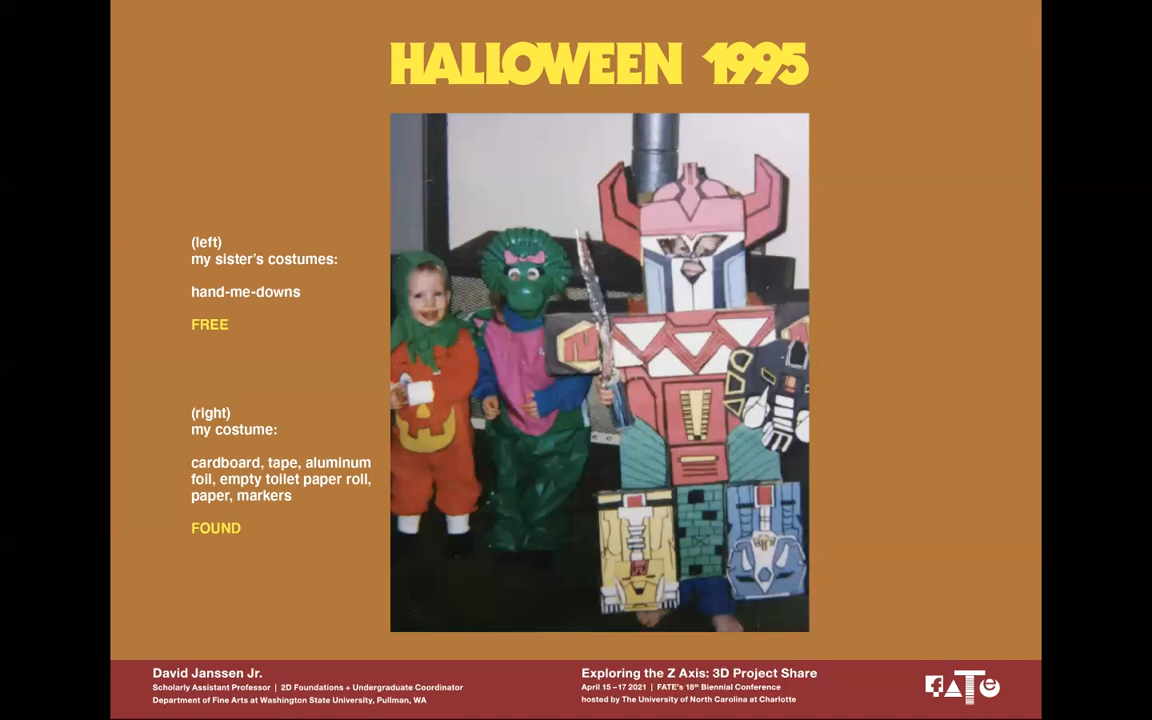 HALLOWEEN 1995
(left)
my sister's costumes:
hand-me-downs
FREE
(right)
my costume:
cardboard, tape, aluminum
foil, empty toilet paper roll,
paper, markers
FOUND
David Janssen Jr.
Scholarly Assistant Professor | 2D Foundations + Undergraduate Coordinator
Department of Fine Arts at Washington State University, Pullman, WA
Exploring the Z Axis: 3D Project Share
April 15 – 17 2021 | FATE's 18th Biennial Conference
hosted by The University of North Carolina at Charlotte
fATe